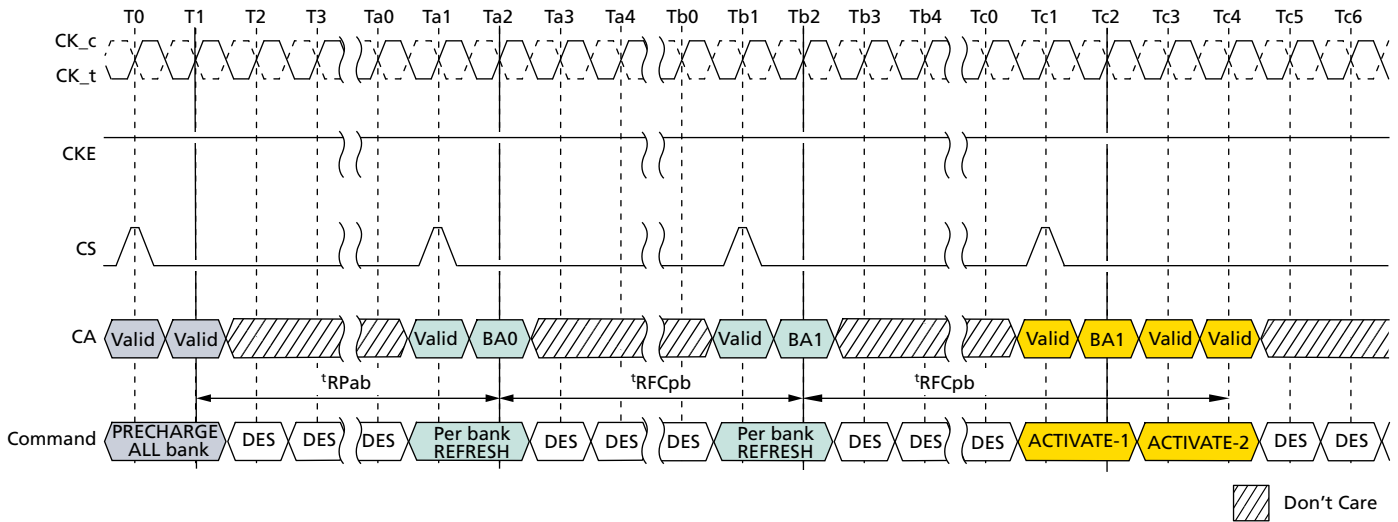 T0 T1 T2 T3 Ta0 Ta1 Ta2 Ta3 Ta4 Tb0 Tb1 Tb2 Tb3 Tb4 Tc0 Tc1 Tc2 Tc3 Tc4 Tc5 Tc6
CK_c
CK_t
CKE
CS
CA Valid Valid Valid BA0 Valid BA1 Valid BA1 Valid Valid
tRPab tRFCpb tRFCpb
Command PRECHARGE ALL bank DES DES DES Per bank REFRESH DES DES DES Per bank REFRESH DES DES DES ACTIVATE-1 ACTIVATE-2 DES DES
Don't Care